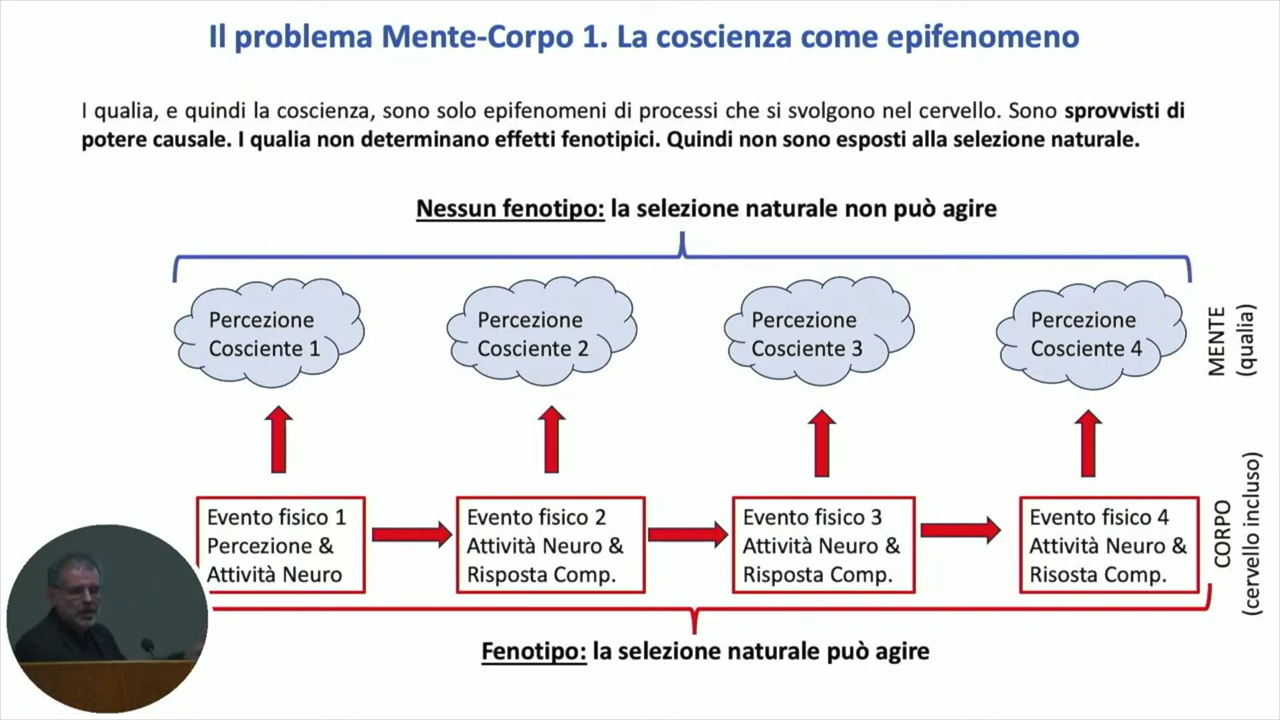 Il problema Mente-Corpo 1. La coscienza come epifenomeno
I qualia, e quindi la coscienza, sono solo epifenomeni di processi che si svolgono nel cervello. Sono sprovvisti di
potere causale. I qualia non determinano effetti fenotipici. Quindi non sono esposti alla selezione naturale.
Nessun fenotipo: la selezione naturale non può agire
Percezione
Cosciente 1
Percezione
Cosciente 2
Percezione
Cosciente 3
Percezione
Cosciente 4
MENTE
(qualia)
Evento fisico 1
Percezione &
Attività Neuro
Evento fisico 2
Attività Neuro &
Risposta Comp.
Evento fisico 3
Attività Neuro &
Risposta Comp.
Evento fisico 4
Attività Neuro &
Risosta Comp.
CORPO
(cervello incluso)
Fenotipo: la selezione naturale può agire